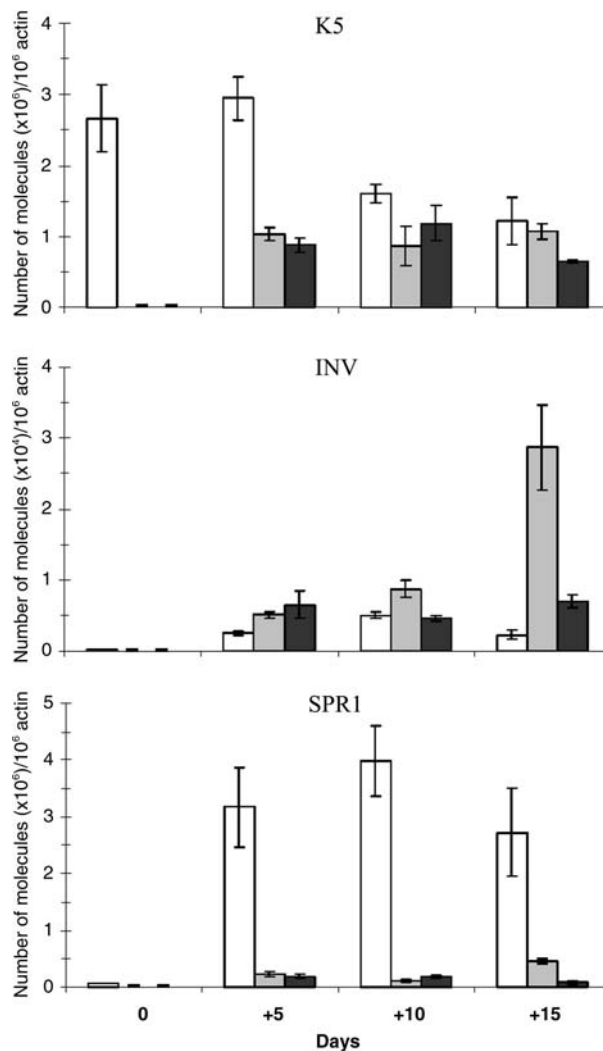 K5
Number of molecules (x10⁶)/10⁶ actin
4
3
2
1
0
INV
Number of molecules (x10⁴)/10⁶ actin
4
3
2
1
0
SPR1
Number of molecules (x10⁶)/10⁶ actin
5
4
3
2
1
0
0 +5 +10 +15
Days